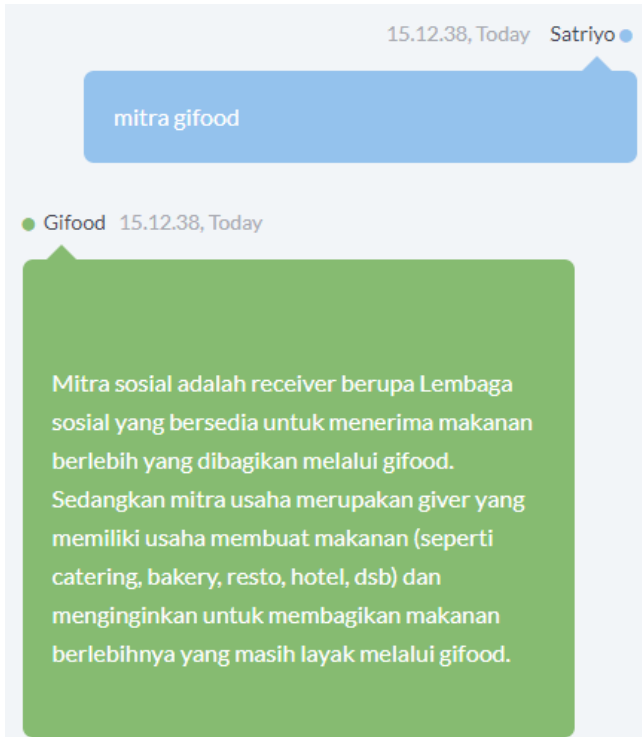 15.12.38, Today Satriyo
mitra gifood
Gifood 15.12.38, Today
Mitra sosial adalah receiver berupa Lembaga
sosial yang bersedia untuk menerima makanan
berlebih yang dibagikan melalui gifood.
Sedangkan mitra usaha merupakan giver yang
memiliki usaha membuat makanan (seperti
catering, bakery, resto, hotel, dsb) dan
menginginkan untuk membagikan makanan
berlebihnya yang masih layak melalui gifood.